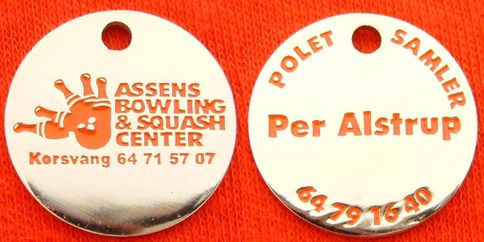 ASSENS
BOWLING
& SQUASH
CENTER
Korsvang 64 71 57 07
POLET SAMLER
Per Alstrup
64 79 16 40